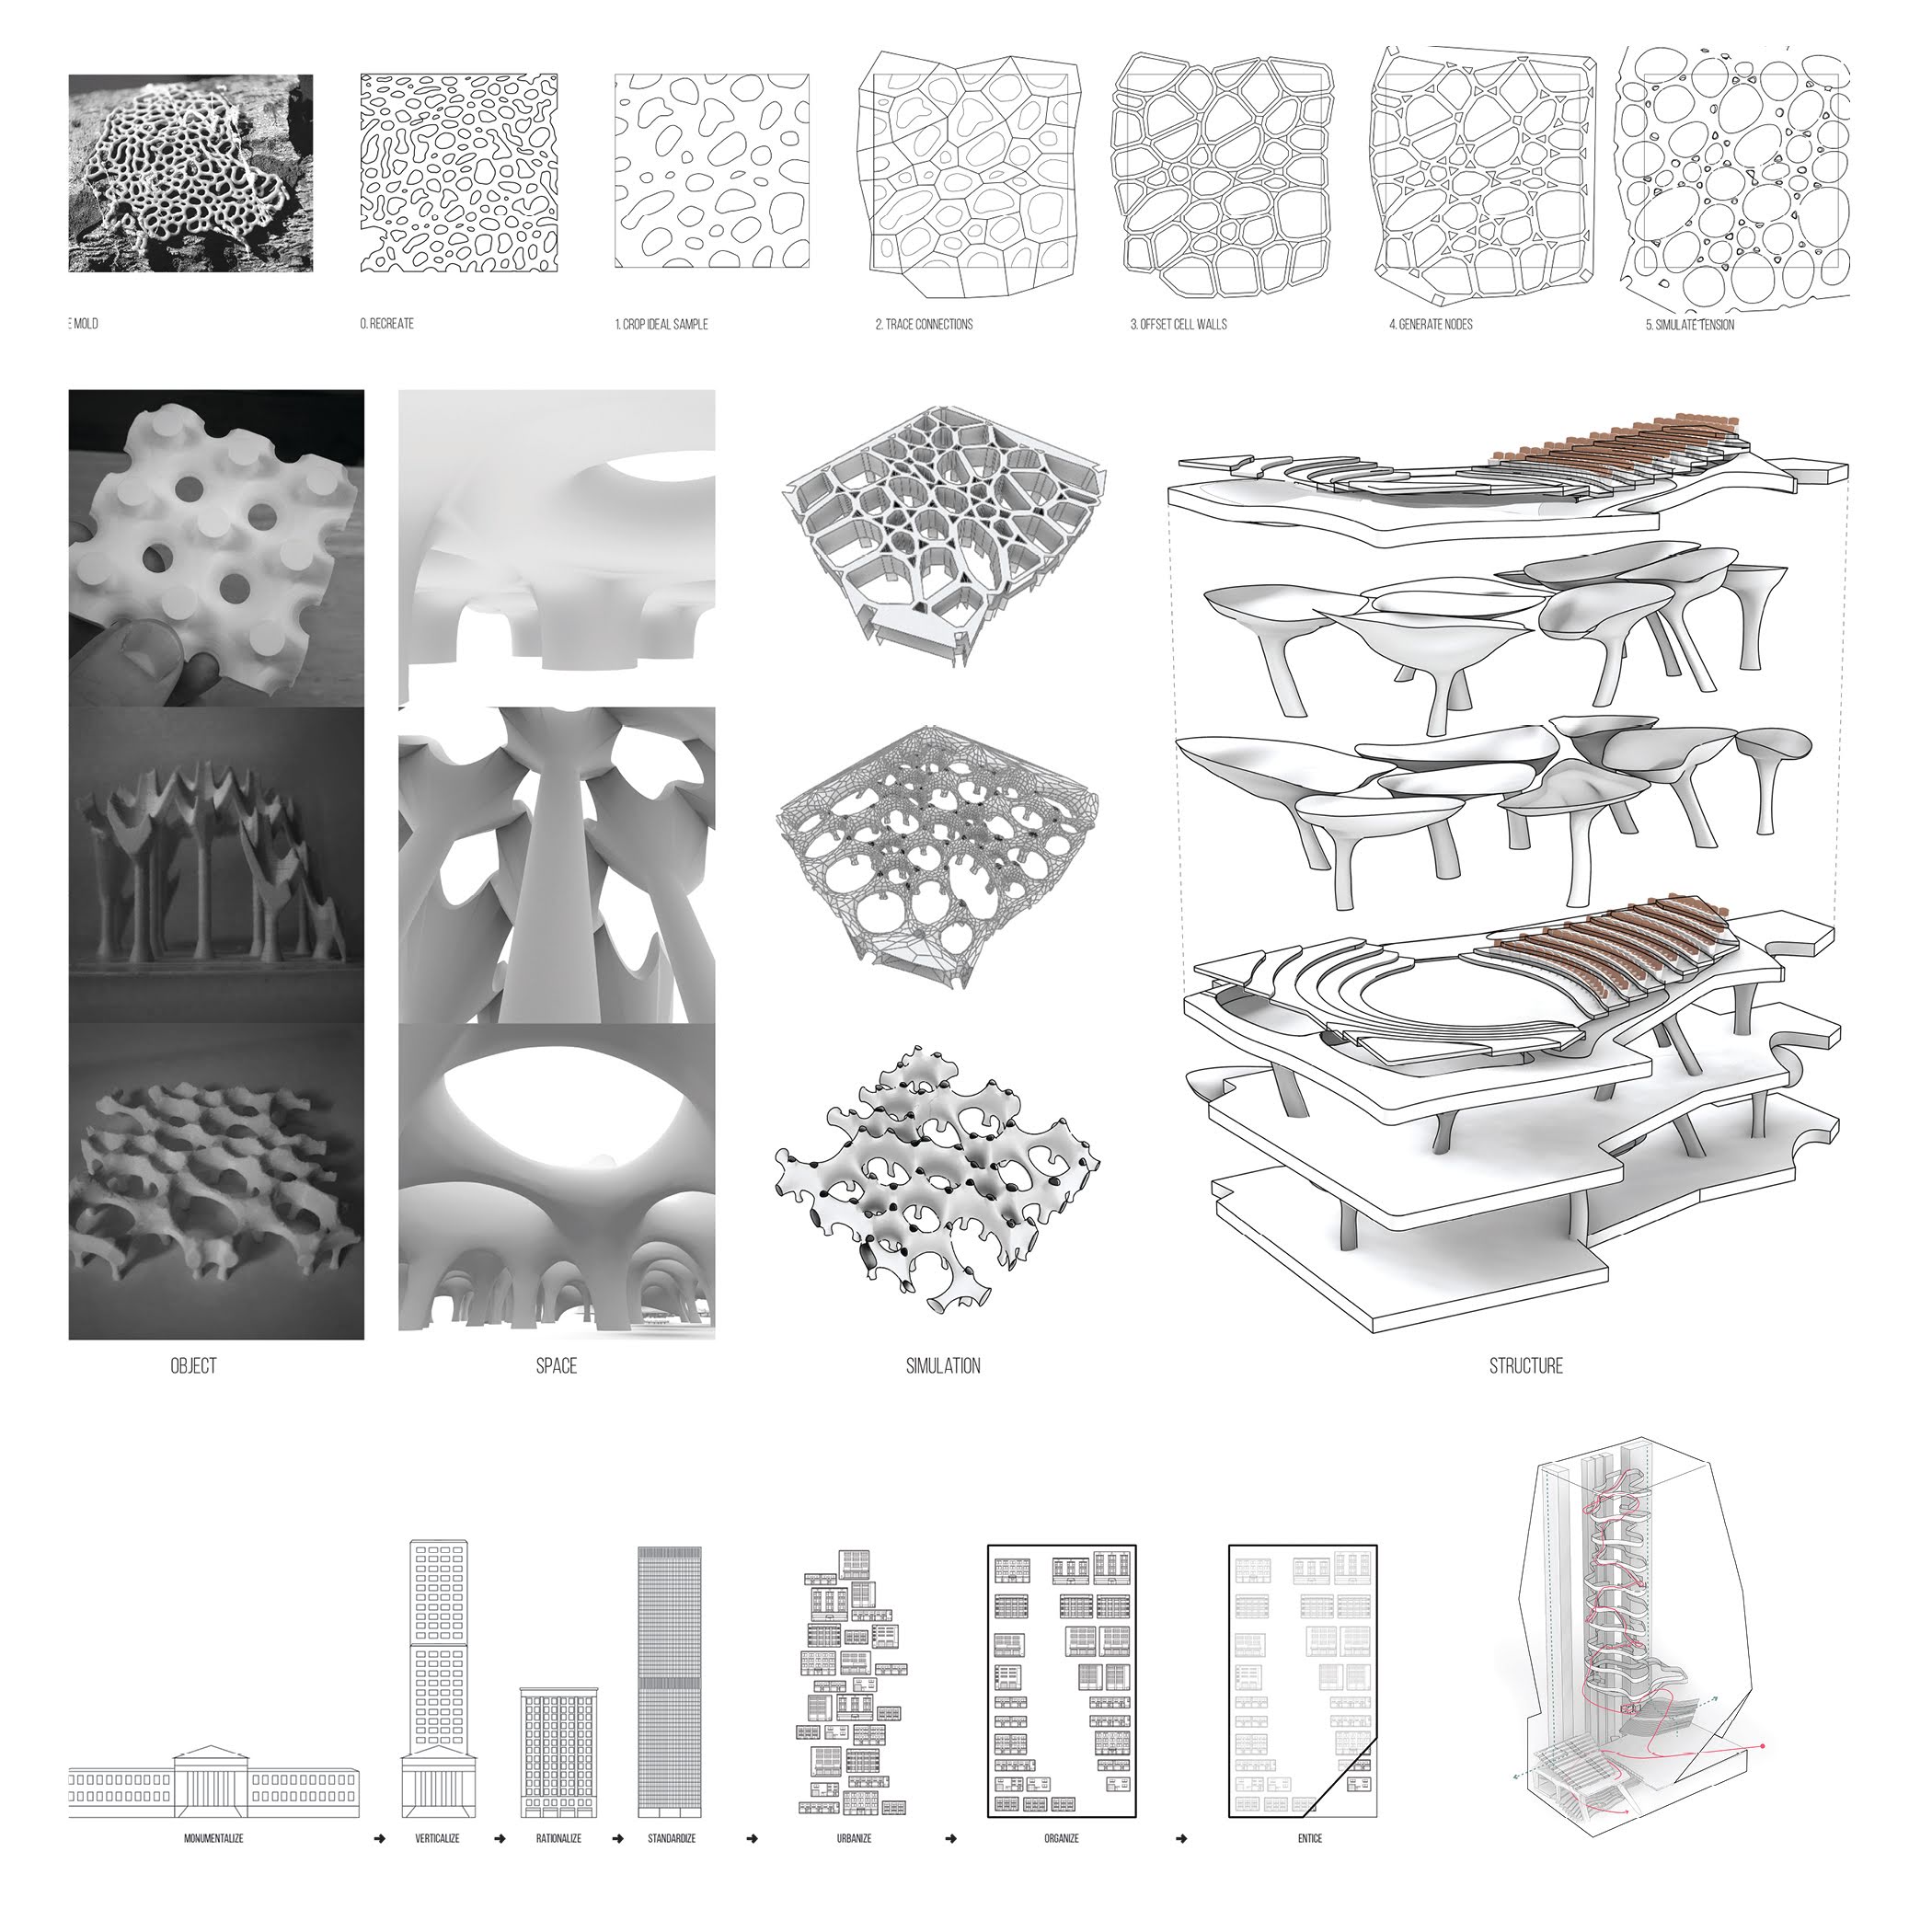 E MOLD
0. RECREATE
1. CROP IDEAL SAMPLE
2. TRACE CONNECTIONS
3. OFFSET CELL WALLS
4. GENERATE NODES
5. SIMULATE TENSION
OBJECT
SPACE
SIMULATION
STRUCTURE
MONUMENTALIZE
VERTICALIZE
RATIONALIZE
STANDARDIZE
URBANIZE
ORGANIZE
ENTICE